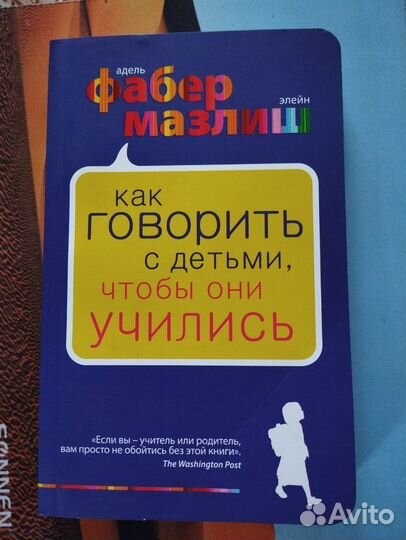 адель
фабер
элейн
мазлиш
как
говорить
с детьми,
чтобы они
учились
«Если вы – учитель или родитель,
вам просто не обойтись без этой книги».
The Washington Post
SONNEN
Avito